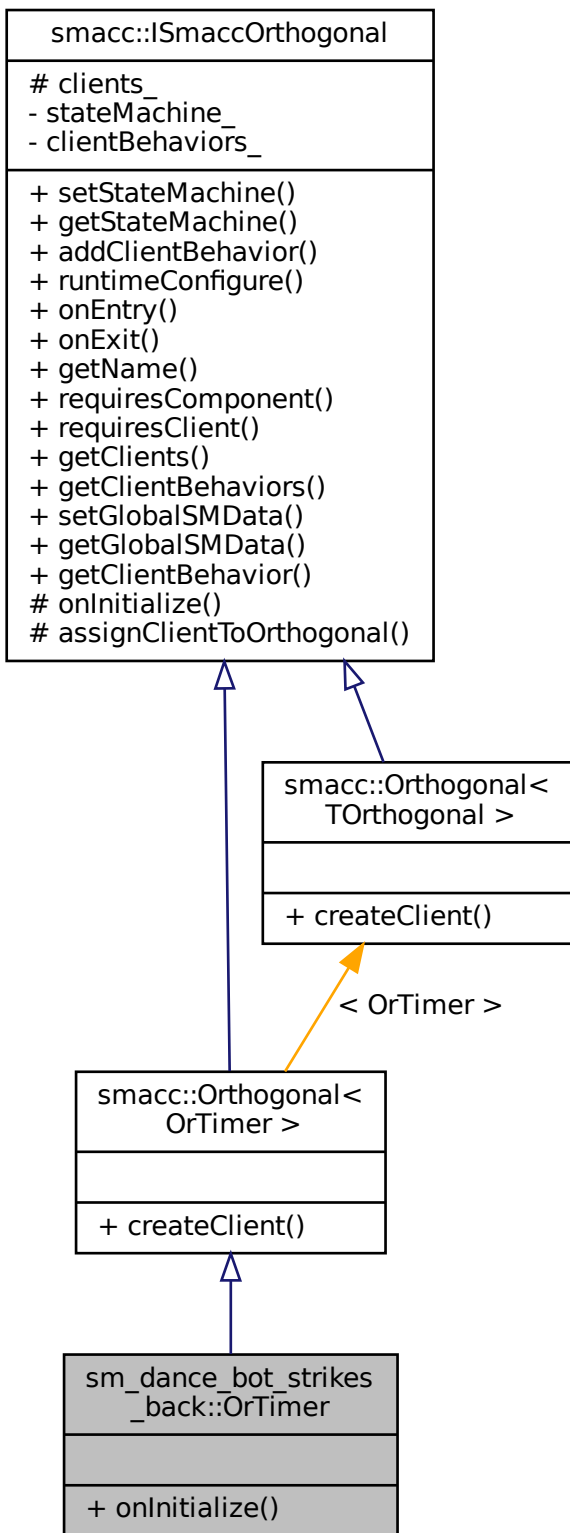 smacc::ISmaccOrthogonal
# clients_
- stateMachine_
- clientBehaviors_
+ setStateMachine()
+ getStateMachine()
+ addClientBehavior()
+ runtimeConfigure()
+ onEntry()
+ onExit()
+ getName()
+ requiresComponent()
+ requiresClient()
+ getClients()
+ getClientBehaviors()
+ setGlobalSMData()
+ getGlobalSMData()
+ getClientBehavior()
# onInitialize()
# assignClientToOrthogonal()
smacc::Orthogonal<
TOrthogonal >
+ createClient()
< OrTimer >
smacc::Orthogonal<
OrTimer >
+ createClient()
sm_dance_bot_strikes
_back::OrTimer
+ onInitialize()